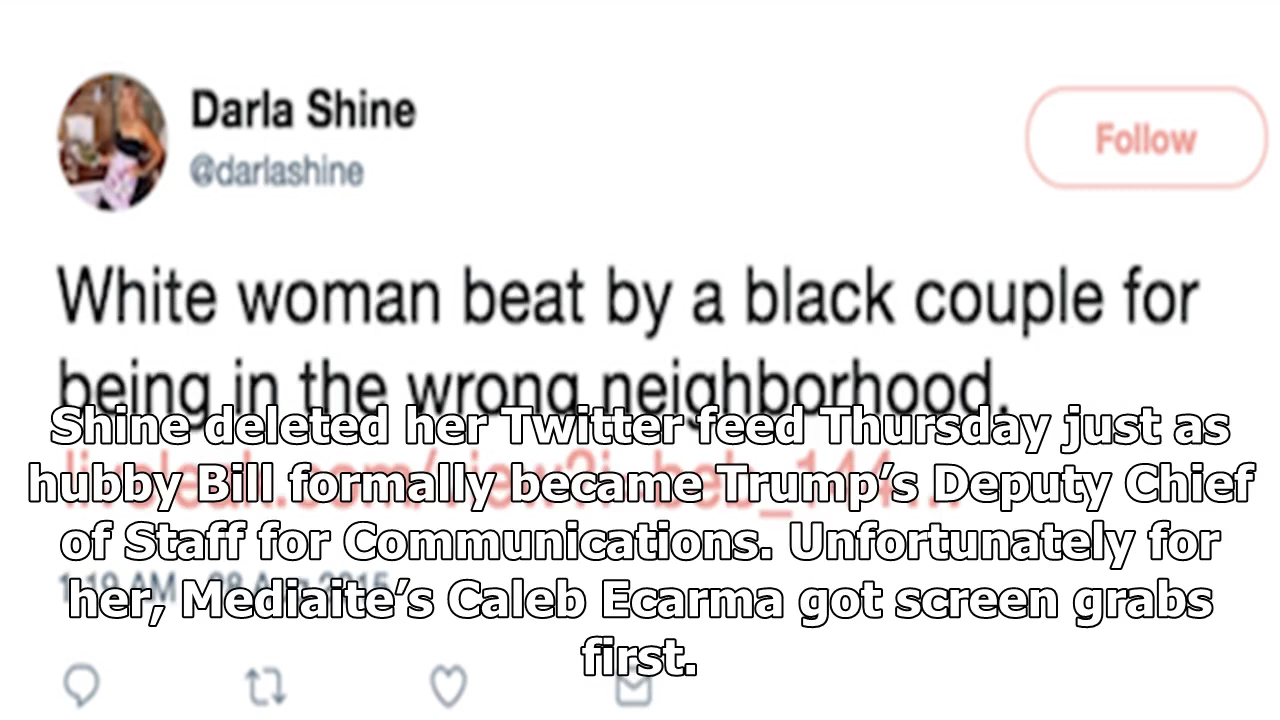 Darla Shine
@darlashine
Follow
White woman beat by a black couple for
being in the wrong neighborhood.
Shine deleted her Twitter feed Thursday just as
hubby Bill formally became Trump’s Deputy Chief
of Staff for Communications. Unfortunately for
her, Mediaite’s Caleb Ecarma got screen grabs
first.